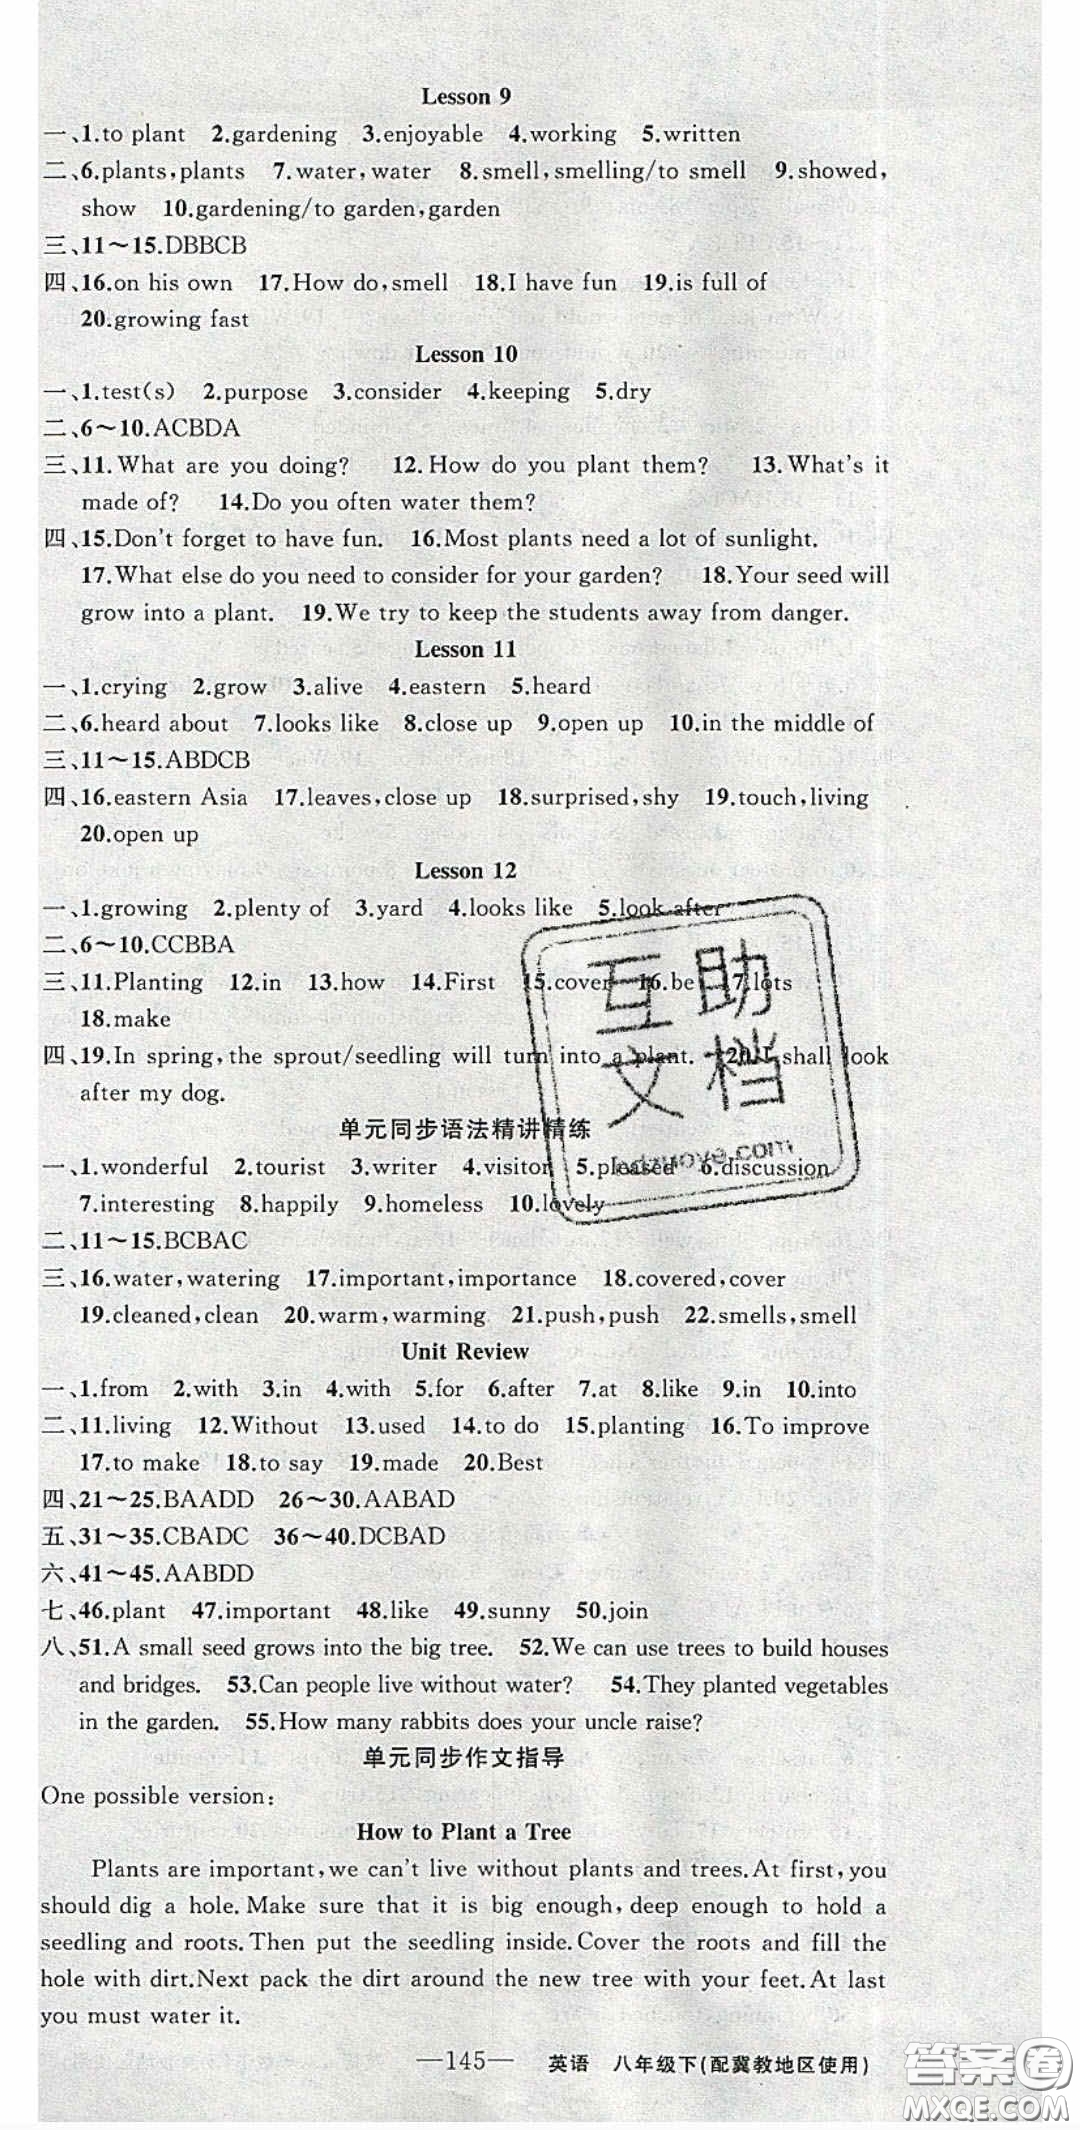 Lesson 9
一、1.to plant 2.gardening 3.enjoyable 4.working 5.written
二、6.plants,plants 7.water,water 8.smell,smelling/to smell 9.showed,
show 10.gardening/to garden,garden
三、11～15.DBBCB
四、16.on his own 17.How do,smell 18.I have fun 19.is full of
20.growing fast
Lesson 10
一、1.test(s) 2.purpose 3.consider 4.keeping 5.dry
二、6～10.ACBDA
三、11.What are you doing? 12.How do you plant them? 13.What's it
made of? 14.Do you often water them?
四、15.Don't forget to have fun. 16.Most plants need a lot of sunlight.
17.What else do you need to consider for your garden? 18.Your seed will
grow into a plant. 19.We try to keep the students away from danger.
Lesson 11
一、1.crying 2.grow 3.alive 4.eastern 5.heard
二、6.heard about 7.looks like 8.close up 9.open up 10.in the middle of
三、11～15.ABDCB
四、16.eastern Asia 17.leaves,close up 18.surprised,shy 19.touch,living
20.open up
Lesson 12
一、1.growing 2.plenty of 3.yard 4.looks like 5.look after
二、6～10.CCBBA
三、11.Planting 12.in 13.how 14.First 15.cover 16.be 17.lots
18.make
四、19.In spring,the sprout/seedling will turn into a plant. 20.I shall look
after my dog.
单元同步语法精讲精练
一、1.wonderful 2.tourist 3.writer 4.visitor 5.pleased 6.discussion
7.interesting 8.happily 9.homeless 10.lovely
二、11～15.BCBAC
三、16.water,watering 17.important,importance 18.covered,cover
19.cleaned,clean 20.warm,warming 21.push,push 22.smells,smell
Unit Review
一、1.from 2.with 3.in 4.with 5.for 6.after 7.at 8.like 9.in 10.into
二、11.living 12.Without 13.used 14.to do 15.planting 16.To improve
17.to make 18.to say 19.made 20.Best
四、21～25.BAADD 26～30.AABAD
五、31～35.CBADC 36～40.DCBAD
六、41～45.AABDD
七、46.plant 47.important 48.like 49.sunny 50.join
八、51.A small seed grows into the big tree. 52.We can use trees to build houses
and bridges. 53.Can people live without water? 54.They planted vegetables
in the garden. 55.How many rabbits does your uncle raise?
单元同步作文指导
One possible version:
How to Plant a Tree
Plants are important,we can't live without plants and trees.At first,you
should dig a hole.Make sure that it is big enough,deep enough to hold a
seedling and roots.Then put the seedling inside.Cover the roots and fill the
hole with dirt.Next pack the dirt around the new tree with your feet.At last
you must water it.
—145— 英语 八年级下(配冀教地区使用)
互助
文档
答案圈
MXQE.COM